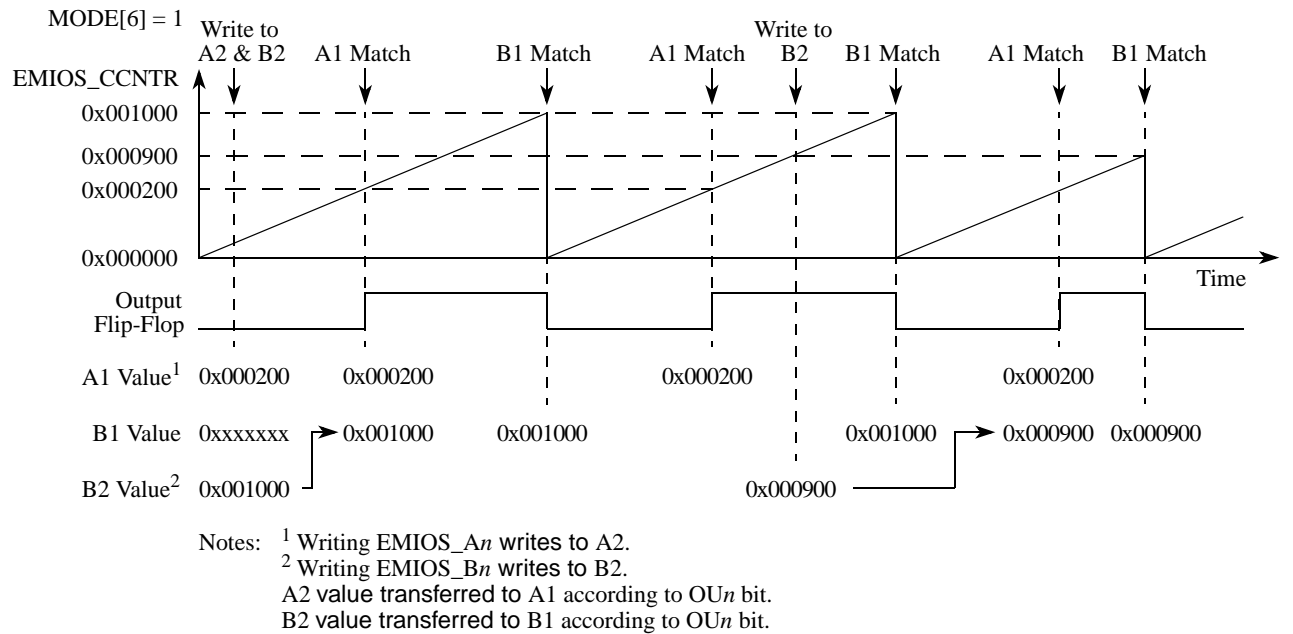 MODE[6] = 1
Write to
A2 & B2
A1 Match
B1 Match
A1 Match
Write to
B2
B1 Match
A1 Match
B1 Match
EMIOS_CCNTR
0x001000
0x000900
0x000200
0x000000
Time
Output
Flip-Flop
A1 Value1 0x000200 0x000200 0x000200 0x000200
B1 Value 0xxxxxxx 0x001000 0x001000 0x001000 0x000900 0x000900
B2 Value2 0x001000 0x000900
Notes: 1 Writing EMIOS_An writes to A2.
2 Writing EMIOS_Bn writes to B2.
A2 value transferred to A1 according to OUn bit.
B2 value transferred to B1 according to OUn bit.